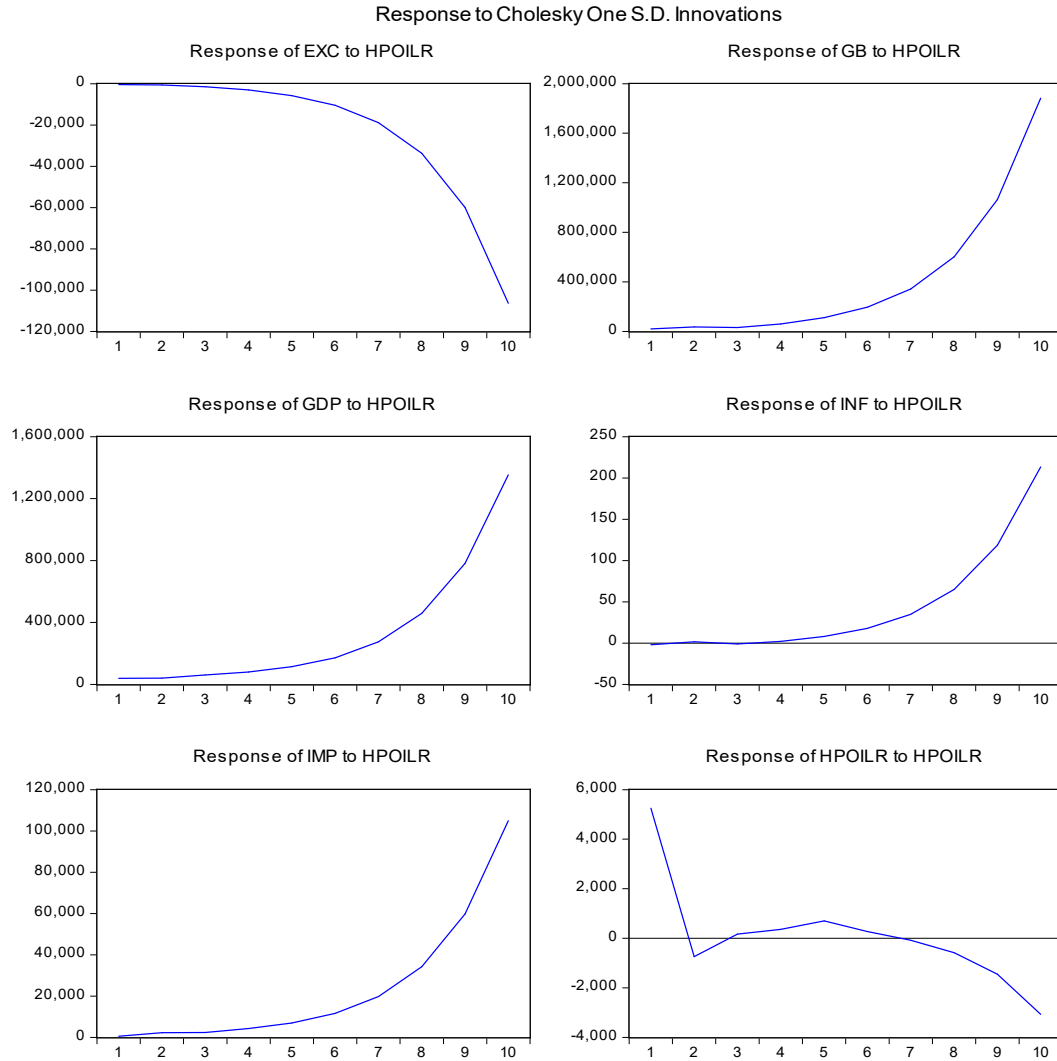 Response to Cholesky One S.D. Innovations
Response of EXC to HPOILR
0
-20,000
-40,000
-60,000
-80,000
-100,000
-120,000
1 2 3 4 5 6 7 8 9 10
Response of GB to HPOILR
2,000,000
1,600,000
1,200,000
800,000
400,000
0
1 2 3 4 5 6 7 8 9 10
Response of GDP to HPOILR
1,600,000
1,200,000
800,000
400,000
0
1 2 3 4 5 6 7 8 9 10
Response of INF to HPOILR
250
200
150
100
50
0
-50
1 2 3 4 5 6 7 8 9 10
Response of IMP to HPOILR
120,000
100,000
80,000
60,000
40,000
20,000
0
1 2 3 4 5 6 7 8 9 10
Response of HPOILR to HPOILR
6,000
4,000
2,000
0
-2,000
-4,000
1 2 3 4 5 6 7 8 9 10